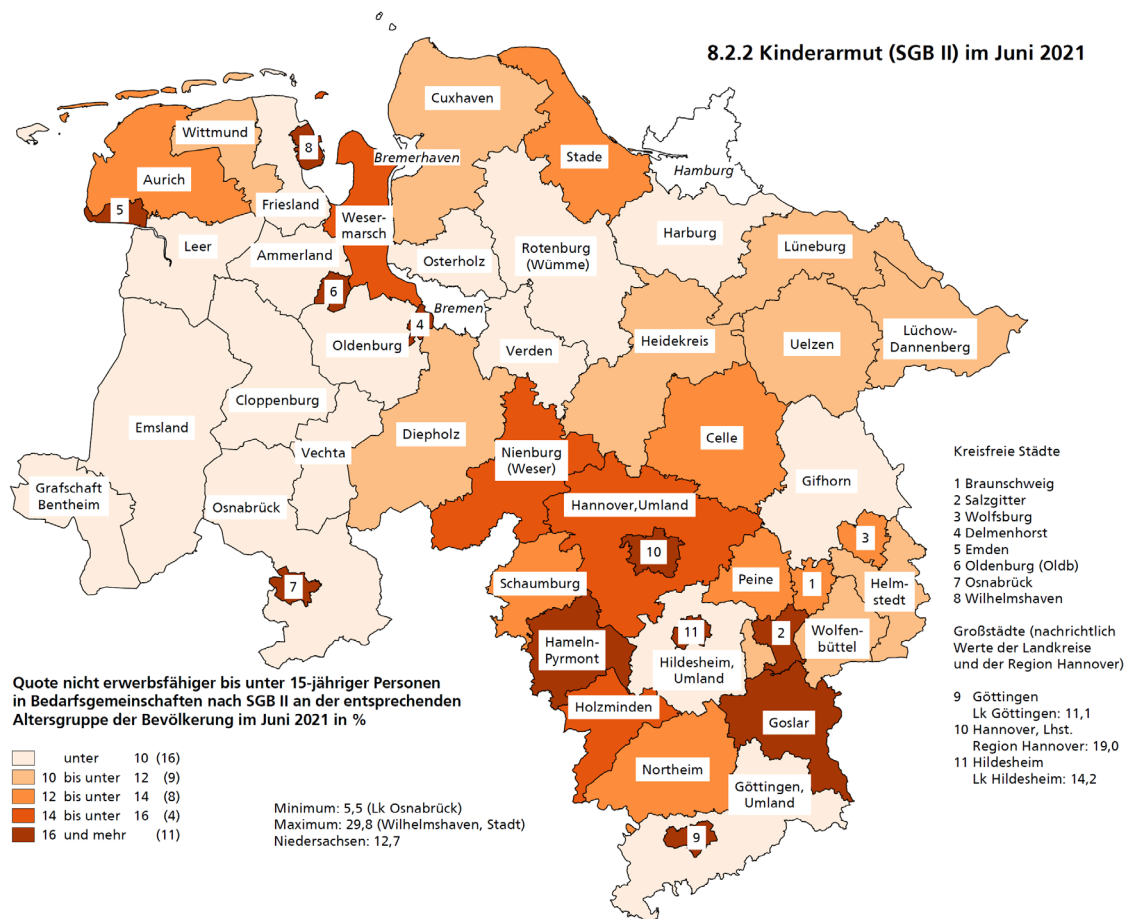 8.2.2 Kinderarmut (SGB II) im Juni 2021
Cuxhaven
Wittmund
8
Bremerhaven
Stade
Hamburg
Aurich
5
Friesland
Weser-
marsch
Leer
Ammerland
Osterholz
Rotenburg
(Wümme)
Harburg
Lüneburg
6
Bremen
4
Oldenburg
Verden
Heidekreis
Uelzen
Lüchow-
Dannenberg
Cloppenburg
Emsland
Diepholz
Celle
Vechta
Nienburg
(Weser)
Gifhorn
Grafschaft
Bentheim
Osnabrück
Hannover,Umland
3
10
7
Schaumburg
Peine
1
Helm-
stedt
11
2
Wolfen-
büttel
Hameln-
Pyrmont
Hildesheim,
Umland
Holzminden
Goslar
Northeim
Göttingen,
Umland
9
Kreisfreie Städte
1 Braunschweig
2 Salzgitter
3 Wolfsburg
4 Delmenhorst
5 Emden
6 Oldenburg (Oldb)
7 Osnabrück
8 Wilhelmshaven
Großstädte (nachrichtlich
Werte der Landkreise
und der Region Hannover)
9 Göttingen
Lk Göttingen: 11,1
10 Hannover, Lhst.
Region Hannover: 19,0
11 Hildesheim
Lk Hildesheim: 14,2
Quote nicht erwerbsfähiger bis unter 15-jähriger Personen
in Bedarfsgemeinschaften nach SGB II an der entsprechenden
Altersgruppe der Bevölkerung im Juni 2021 in %
unter 10 (16)
10 bis unter 12 (9)
12 bis unter 14 (8)
14 bis unter 16 (4)
16 und mehr (11)
Minimum: 5,5 (Lk Osnabrück)
Maximum: 29,8 (Wilhelmshaven, Stadt)
Niedersachsen: 12,7